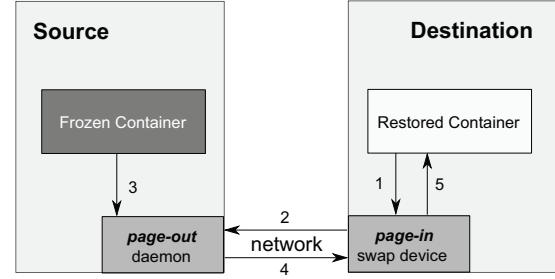 Source
Destination
Frozen Container
Restored Container
3
1
5
2
page-out
daemon
network
page-in
swap device
4